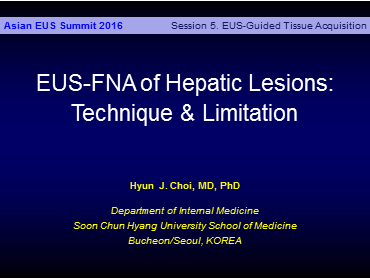 Asian EUS Summit 2016 Session 5. EUS-Guided Tissue Acquisition
EUS-FNA of Hepatic Lesions:
Technique & Limitation
Hyun J. Choi, MD, PhD
Department of Internal Medicine
Soon Chun Hyang University School of Medicine
Bucheon/Seoul, KOREA